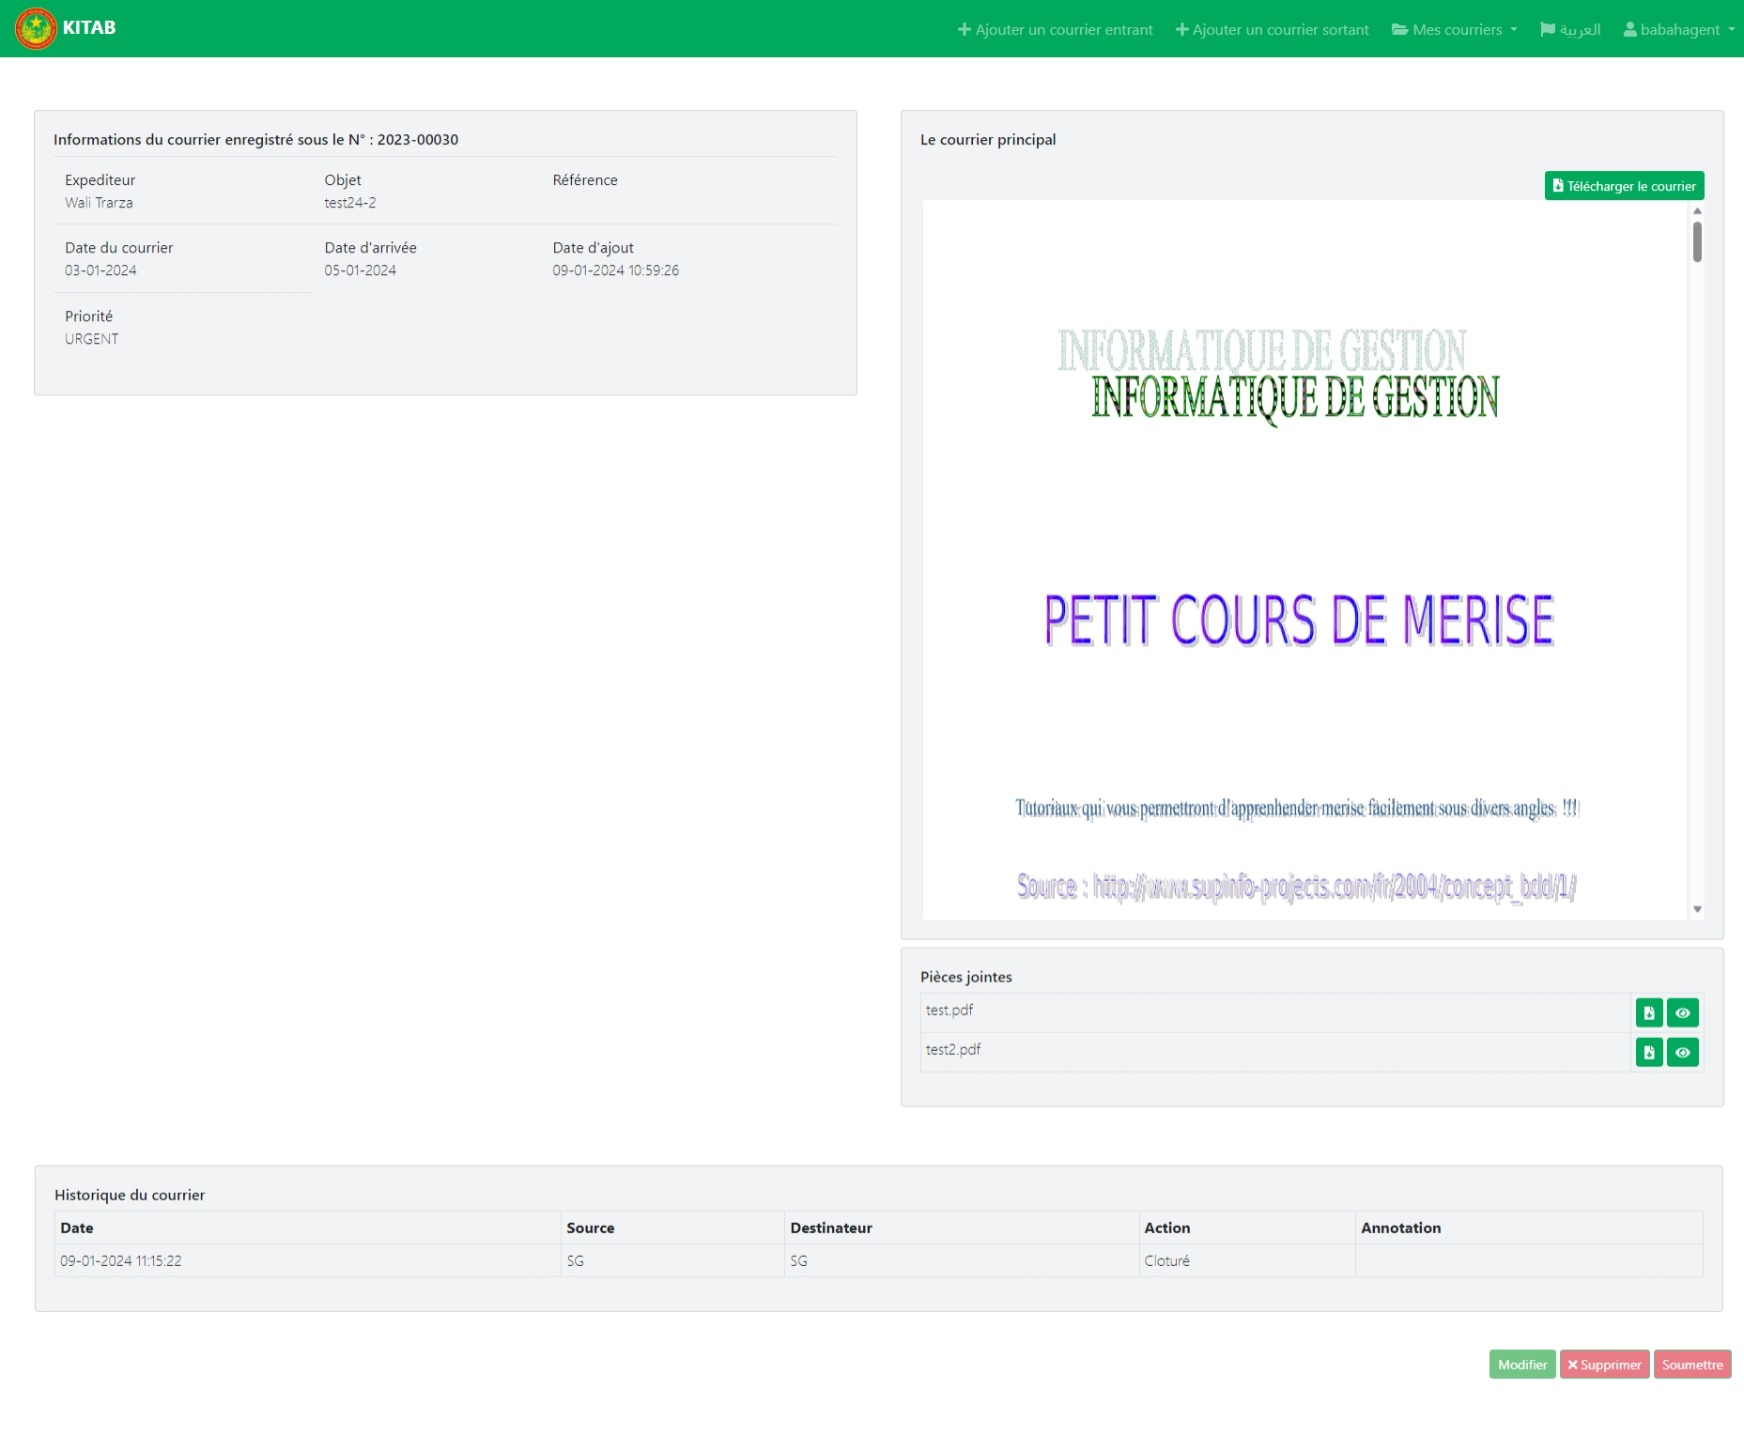 KITAB
Ajouter un courrier entrant
Ajouter un courrier sortant
Mes courriers
العربية
babahagent
Informations du courrier enregistré sous le N° : 2023-00030
Expediteur Objet Référence
Wali Trarza test24-2
Date du courrier Date d'arrivée Date d'ajout
03-01-2024 05-01-2024 09-01-2024 10:59:26
Priorité
URGENT
Le courrier principal
Télécharger le courrier
INFORMATIQUE DE GESTION
INFORMATIQUE DE GESTION
PETIT COURS DE MERISE
Tutoriaux qui vous permettront d'apprenhender merise facilement sous divers angles !!!
Source : http://www.supinfo-projects.com/fr/2004/concept_bdd/1/
Pièces jointes
test.pdf
test2.pdf
Historique du courrier
Date Source Destinateur Action Annotation
09-01-2024 11:15:22 SG SG Cloturé
Modifier Supprimer Soumettre